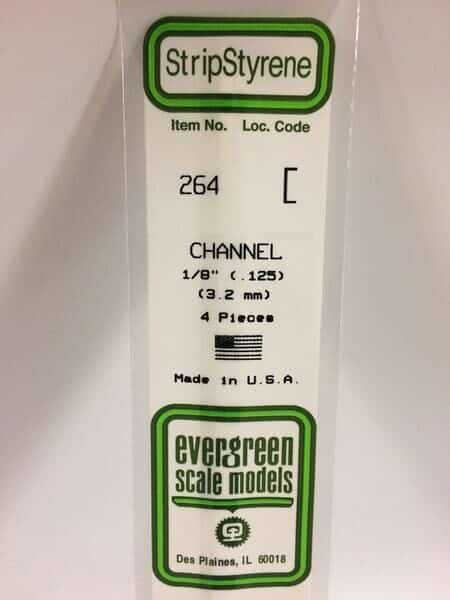 StripStyrene
Item No. Loc. Code
264 [
CHANNEL
1/8" (.125)
(3.2 mm)
4 Pieces
Made in U.S.A.
evergreen
scale models
Des Plaines, IL 60018